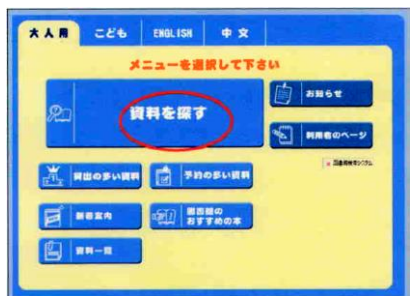 大人用 こども ENGLISH 中文
メニューを選択して下さい
資料を探す
お知らせ
利用者のページ
貸出の多い資料 予約の多い資料
新着案内
図書館の
おすすめの本
資料一覧